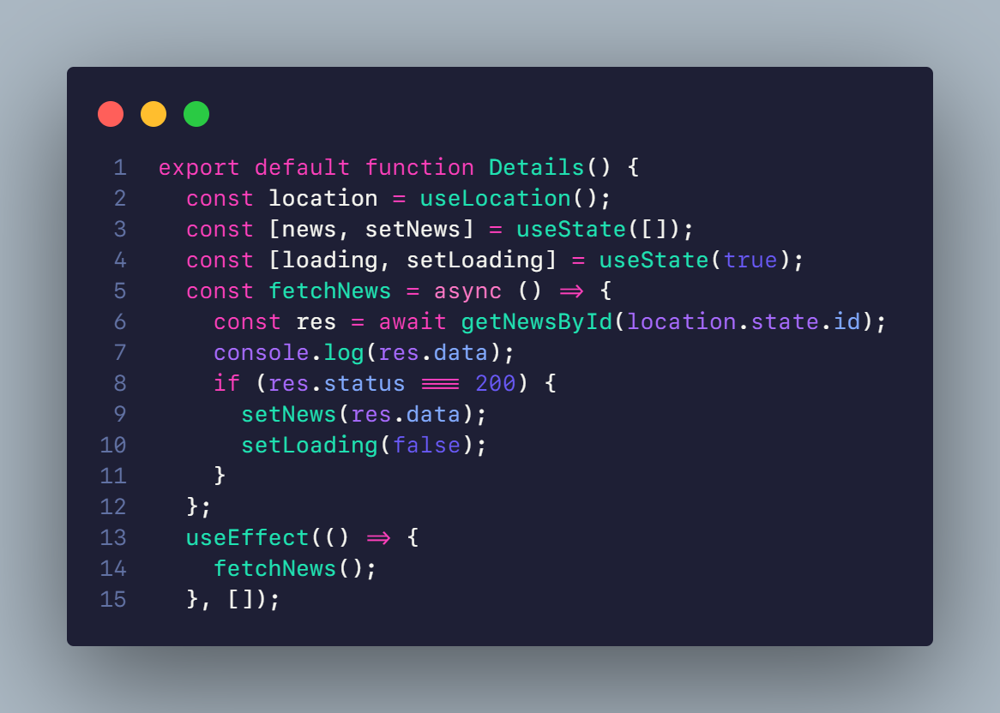 1 export default function Details() {
2   const location = useLocation();
3   const [news, setNews] = useState([]);
4   const [loading, setLoading] = useState(true);
5   const fetchNews = async () => {
6     const res = await getNewsById(location.state.id);
7     console.log(res.data);
8     if (res.status === 200) {
9       setNews(res.data);
10       setLoading(false);
11     }
12   };
13   useEffect(() => {
14     fetchNews();
15   }, []);